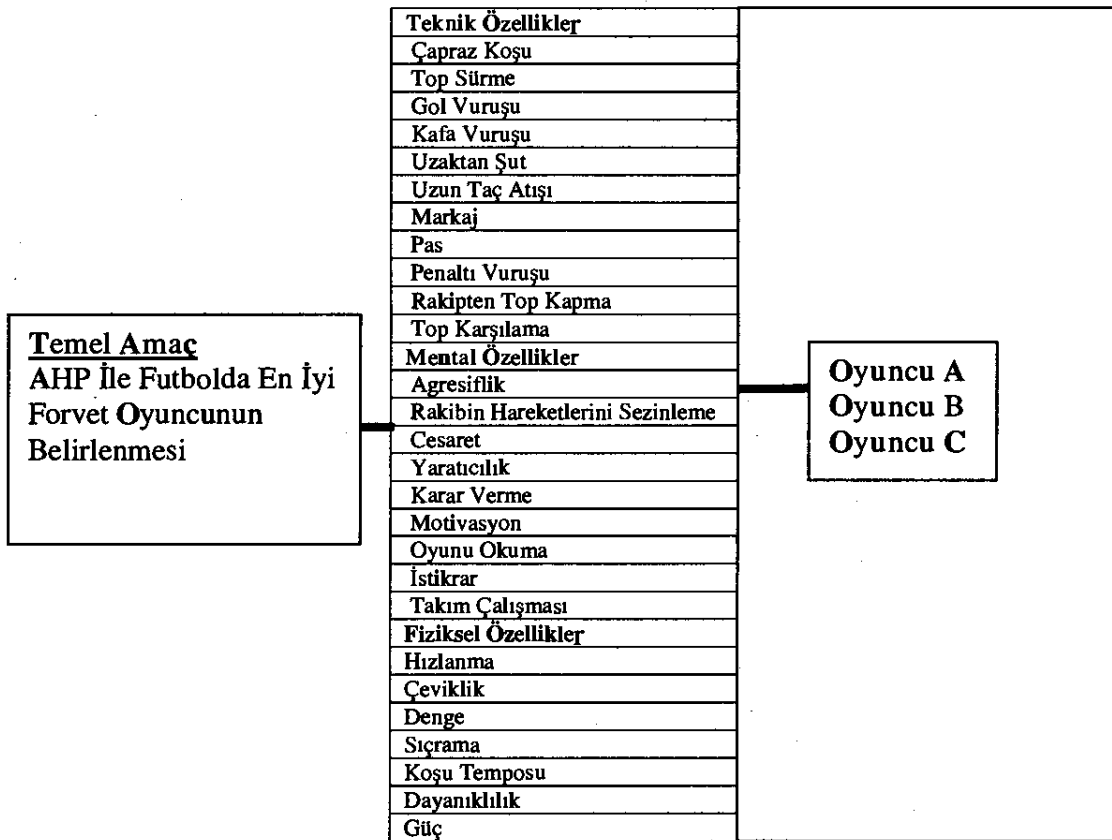 Temel Amaç
AHP İle Futbolda En İyi
Forvet Oyuncunun
Belirlenmesi
Teknik Özellikler
Çapraz Koşu
Top Sürme
Gol Vuruşu
Kafa Vuruşu
Uzaktan Şut
Uzun Taç Atışı
Markaj
Pas
Penaltı Vuruşu
Rakipten Top Kapma
Top Karşılama
Mental Özellikler
Agresiflik
Rakibin Hareketlerini Sezinleme
Cesaret
Yaratıcılık
Karar Verme
Motivasyon
Oyunu Okuma
İstikrar
Takım Çalışması
Fiziksel Özellikler
Hızlanma
Çeviklik
Denge
Sıçrama
Koşu Temposu
Dayanıklılık
Güç
Oyuncu A
Oyuncu B
Oyuncu C